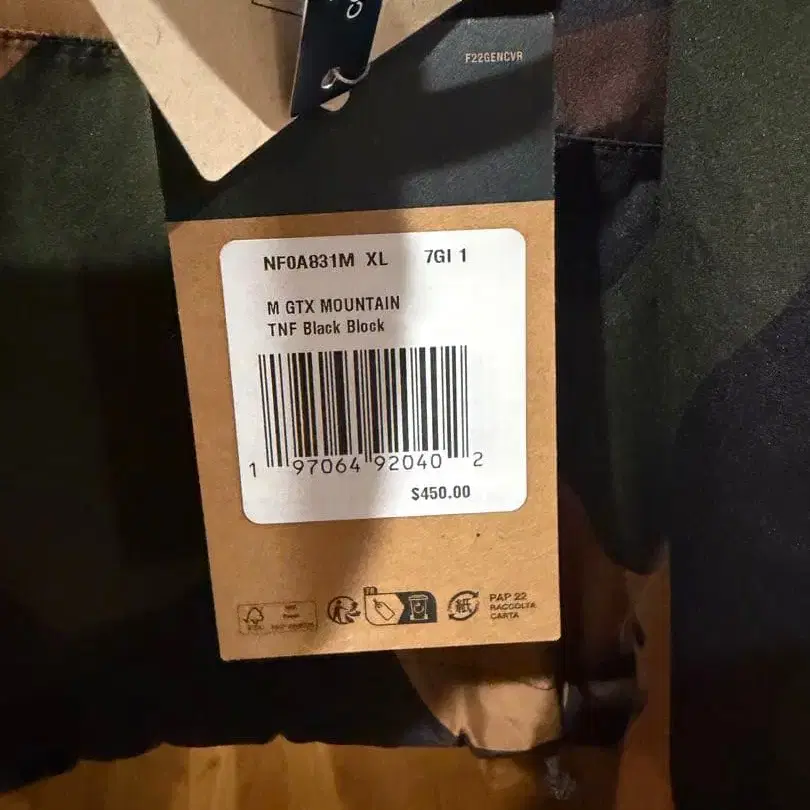 F22GENCVR
NF0A831M XL 7GI 1
M GTX MOUNTAIN
TNF Black Block
1 97064 92040 2
$450.00
紙
PAP 22
RACCOLTA
CARTA